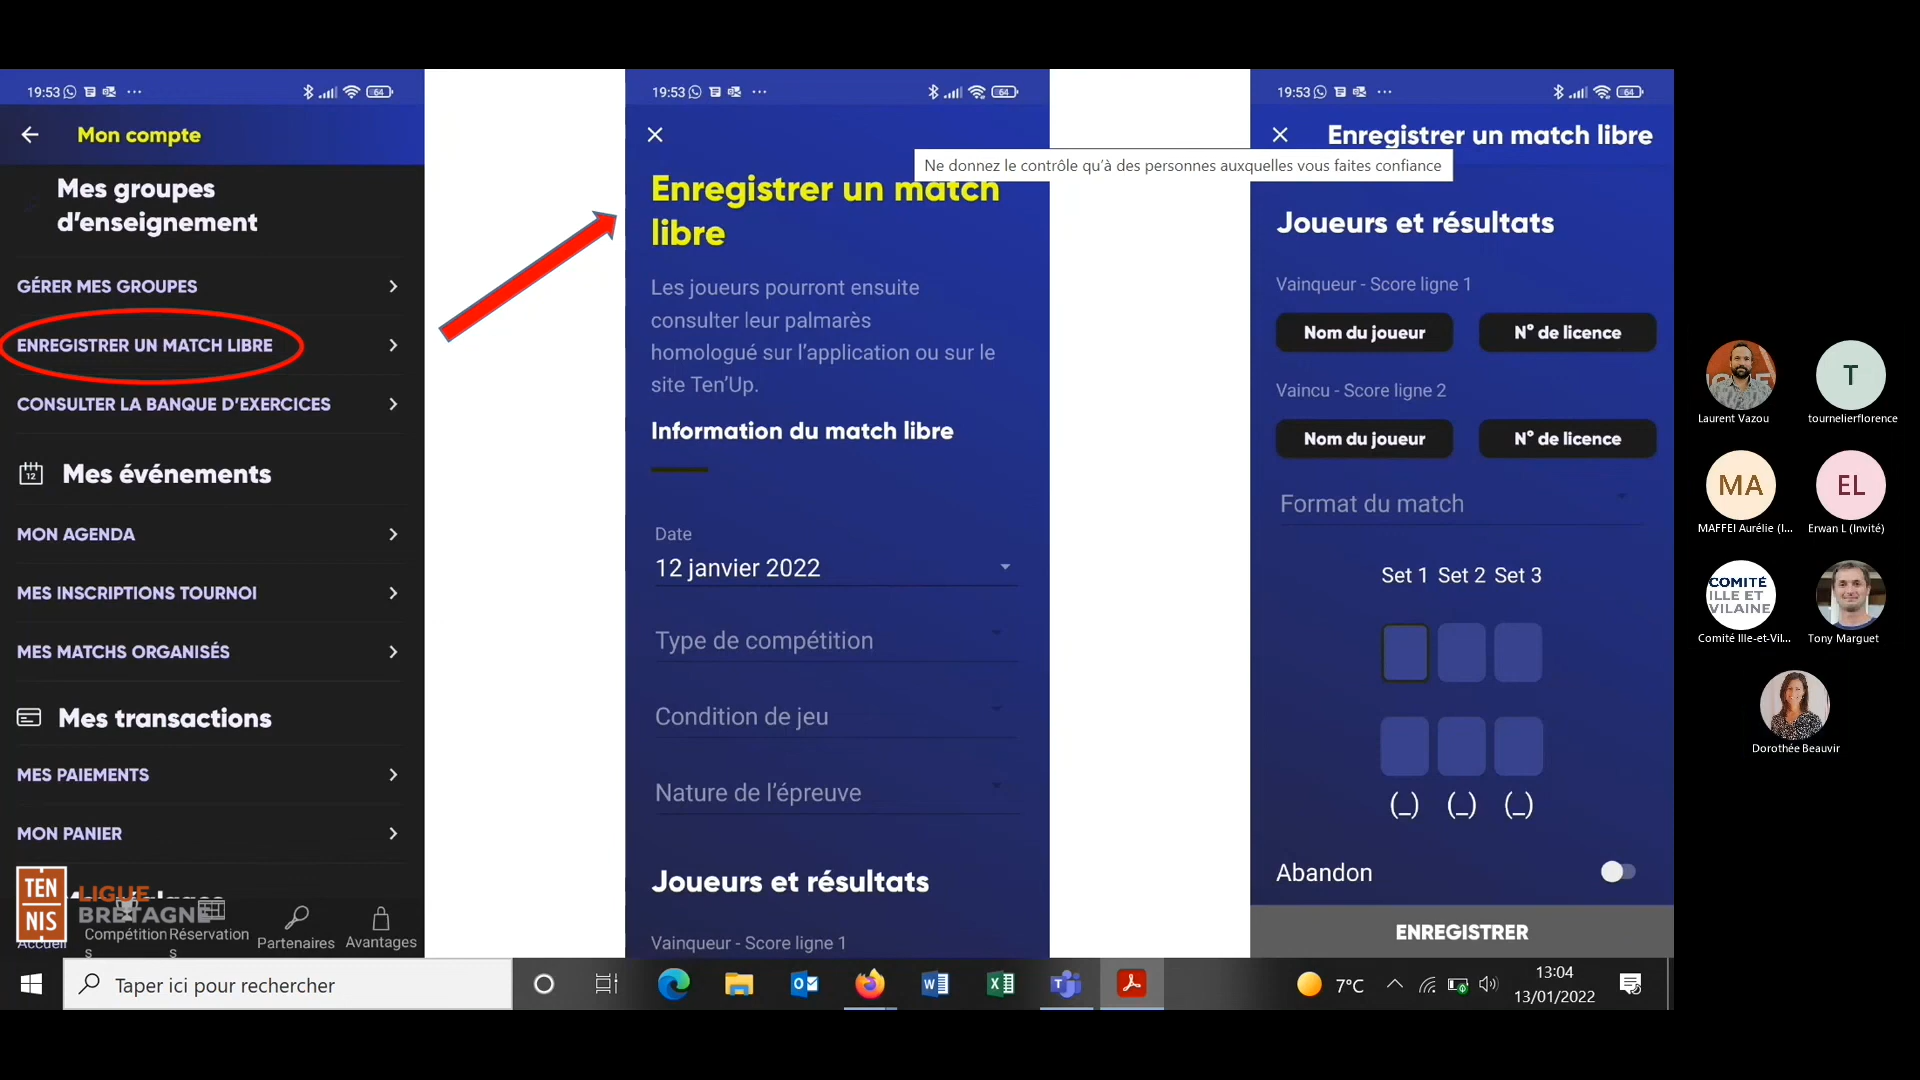 19:53
Mon compte
Mes groupes
d'enseignement
GÉRER MES GROUPES
ENREGISTRER UN MATCH LIBRE
CONSULTER LA BANQUE D'EXERCICES
12
Mes événements
MON AGENDA
MES INSCRIPTIONS TOURNOI
MES MATCHS ORGANISÉS
Mes transactions
MES PAIEMENTS
MON PANIER
TEN
NIS
LIGUE
BRETAGNE
Accueil
Compétition
s
Réservation
s
Partenaires
Avantages
19:53
64
Enregistrer un match
libre
Les joueurs pourront ensuite
consulter leur palmarès
homologué sur l'application ou sur le
site Ten'Up.
Information du match libre
Date
12 janvier 2022
Type de compétition
Condition de jeu
Nature de l'épreuve
Joueurs et résultats
Vainqueur - Score ligne 1
Ne donnez le contrôle qu'à des personnes auxquelles vous faites confiance
19:53
64
Enregistrer un match libre
Joueurs et résultats
Vainqueur - Score ligne 1
Nom du joueur
N° de licence
Vaincu - Score ligne 2
Nom du joueur
N° de licence
Format du match
Set 1 Set 2 Set 3
(_) (_) (_)
Abandon
ENREGISTRER
Laurent Vazou
T
tournelierflorence
MA
MAFFEI Aurélie (I...
EL
Erwan L (Invité)
COMITÉ
ILLE ET
VILAINE
Comité Ille-et-Vil...
Tony Marguet
Dorothée Beauvir
Taper ici pour rechercher
7°C
13:04
13/01/2022